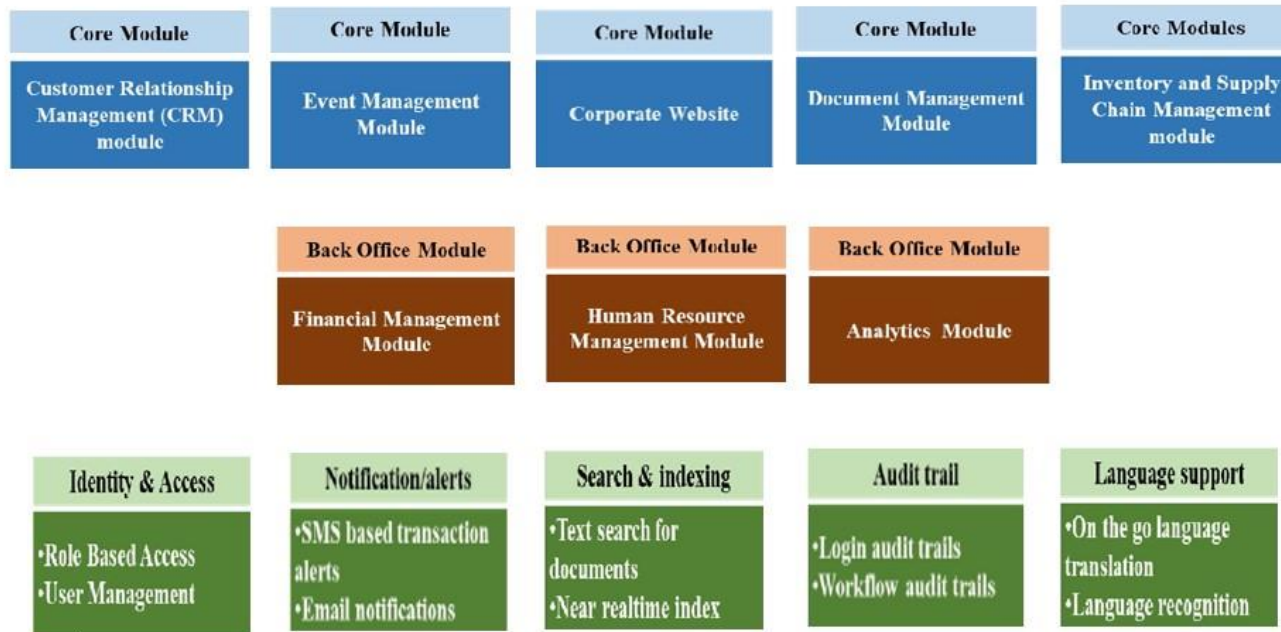 Core Module
Core Module
Core Module
Core Module
Core Modules
Customer Relationship
Management (CRM)
module
Event Management
Module
Corporate Website
Document Management
Module
Inventory and Supply
Chain Management
module
Back Office Module
Back Office Module
Back Office Module
Financial Management
Module
Human Resource
Management Module
Analytics Module
Identity & Access
Notification/alerts
Search & indexing
Audit trail
Language support
•Role Based Access
•User Management
•SMS based transaction
alerts
•Email notifications
•Text search for
documents
•Near realtime index
•Login audit trails
•Workflow audit trails
•On the go language
translation
•Language recognition